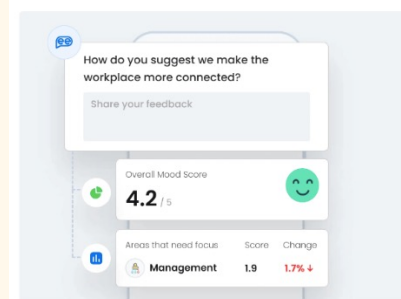 How do you suggest we make the
workplace more connected?
Share your feedback
Overall Mood Score
4.2 / 5
Areas that need focus Score Change
Management 1.9 1.7% ↓